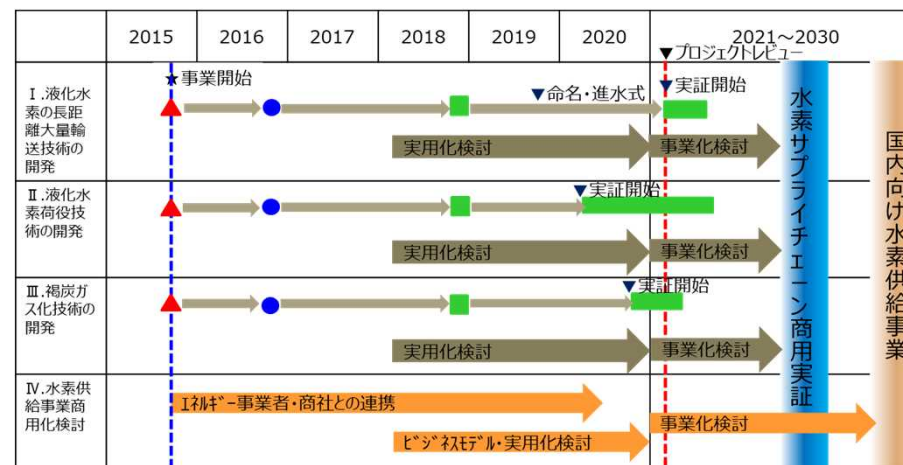 2015 2016 2017 2018 2019 2020 2021～2030
▼プロジェクトレビュー
★事業開始
Ⅰ.液化水
素の長距
離大量輸
送技術の
開発
▼命名・進水式
▼実証開始
実用化検討
事業化検討
Ⅱ.液化水
素荷役技
術の開発
▼実証開始
実用化検討
事業化検討
Ⅲ.褐炭ガ
ス化技術の
開発
▼実証開始
実用化検討
事業化検討
Ⅳ.水素供
給事業商
用化検討
ｴﾈﾙｷﾞｰ事業者・商社との連携
ﾋﾞｼﾞﾈｽﾓﾃﾞﾙ・実用化検討
事業化検討
水素サプライチェーン商用実証
国内向け水素供給事業